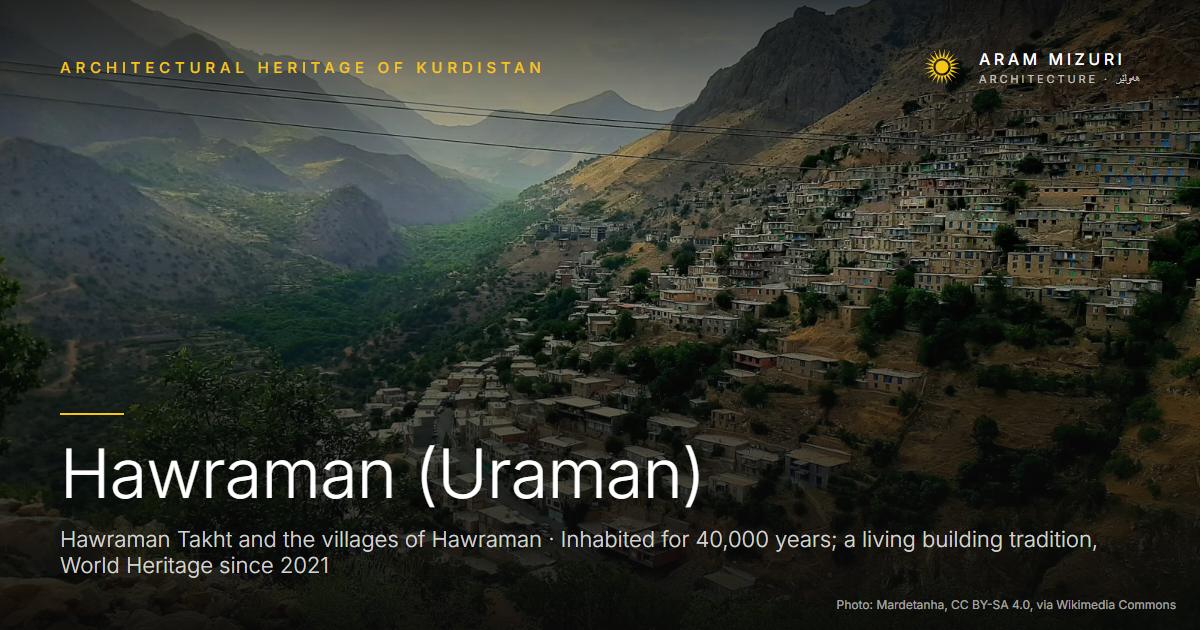 ARCHITECTURAL HERITAGE OF KURDISTAN
ARAM MIZURI
ARCHITECTURE · هەولێر
Hawraman (Uraman)
Hawraman Takht and the villages of Hawraman · Inhabited for 40,000 years; a living building tradition,
World Heritage since 2021
Photo: Mardetanha, CC BY-SA 4.0, via Wikimedia Commons